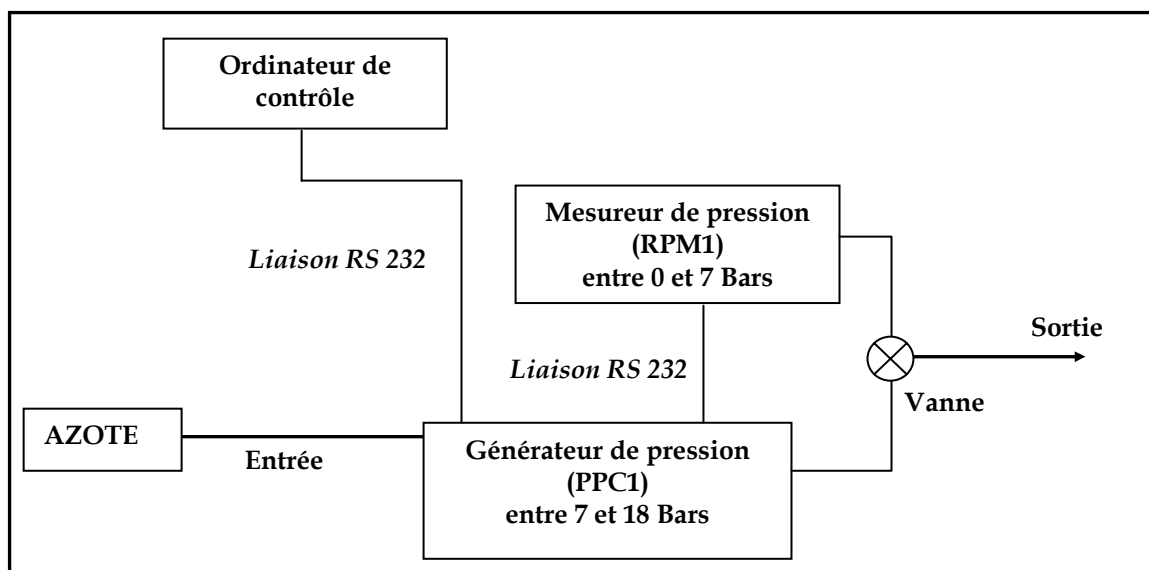 Ordinateur de
contrôle
Mesureur de pression
(RPM1)
entre 0 et 7 Bars
Liaison RS 232
Sortie
Liaison RS 232
Vanne
AZOTE
Entrée
Générateur de pression
(PPC1)
entre 7 et 18 Bars